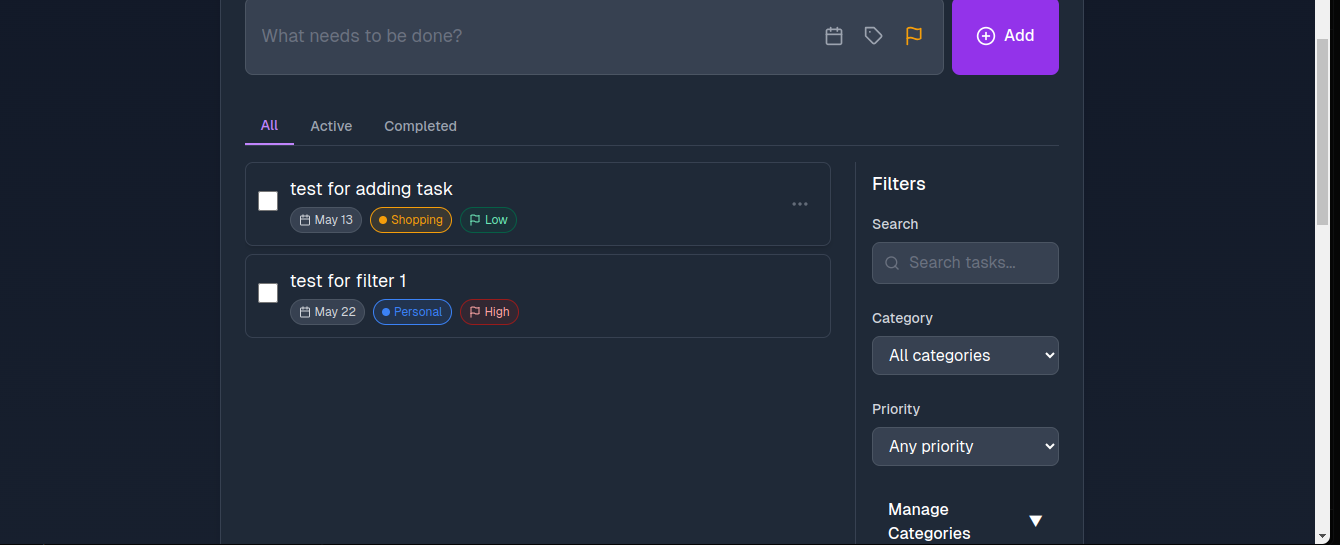 What needs to be done?
Add
All Active Completed
test for adding task
May 13 Shopping Low
test for filter 1
May 22 Personal High
Filters
Search
Search tasks...
Category
All categories
Priority
Any priority
Manage
Categories